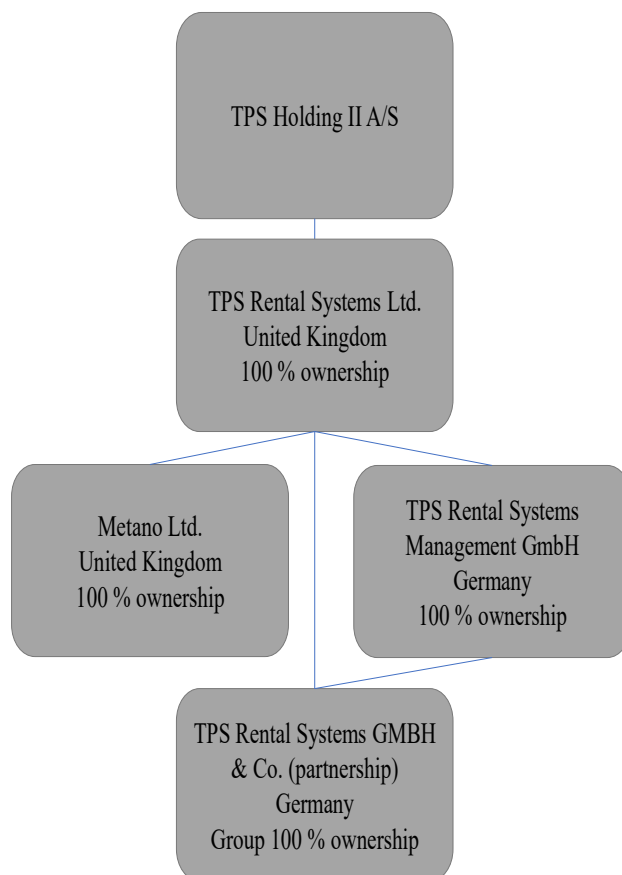 TPS Holding II A/S
TPS Rental Systems Ltd.
United Kingdom
100 % ownership
Metano Ltd.
United Kingdom
100 % ownership
TPS Rental Systems
Management GmbH
Germany
100 % ownership
TPS Rental Systems GMBH
& Co. (partnership)
Germany
Group 100 % ownership